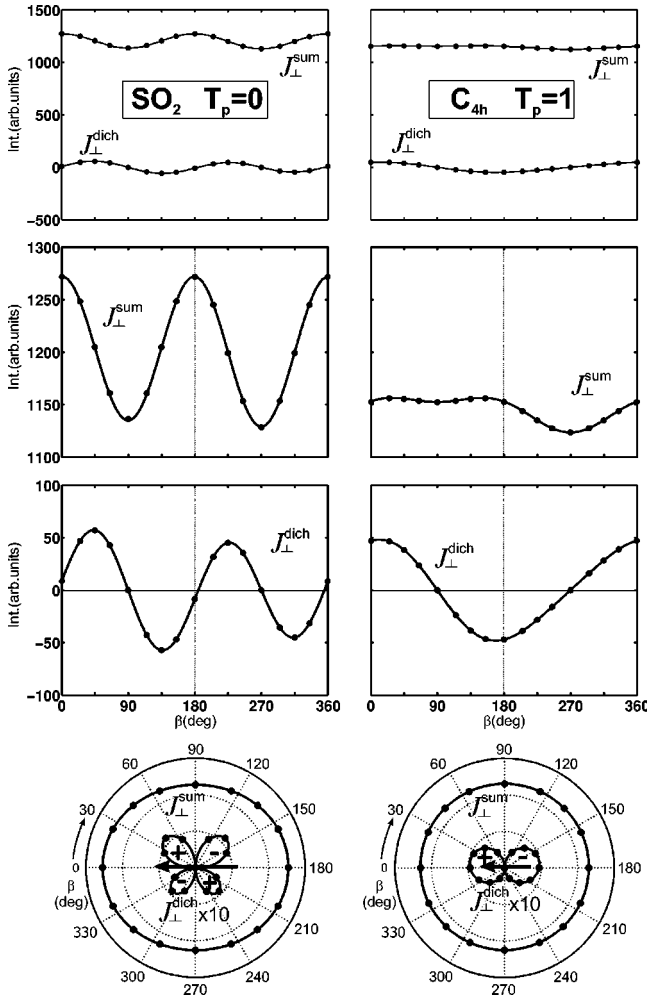 1500
1000
500
0
-500
Int.(arb.units)
J⊥sum
SO2 Tp=0
J⊥dich
J⊥sum
C4h Tp=1
J⊥dich
1300
1250
1200
1150
1100
Int.(arb.units)
J⊥sum
J⊥sum
100
50
0
-50
-100
Int.(arb.units)
J⊥dich
J⊥dich
0 90 180 270 360
β(deg)
0 90 180 270 360
β(deg)
90
60 120
30 150
0 180
β
(deg)
330 210
300 240
270
J⊥sum
+ -
- +
J⊥dich x10
90
60 120
30 150
0 180
β
(deg)
330 210
300 240
270
J⊥sum
+ -
J⊥dich x10